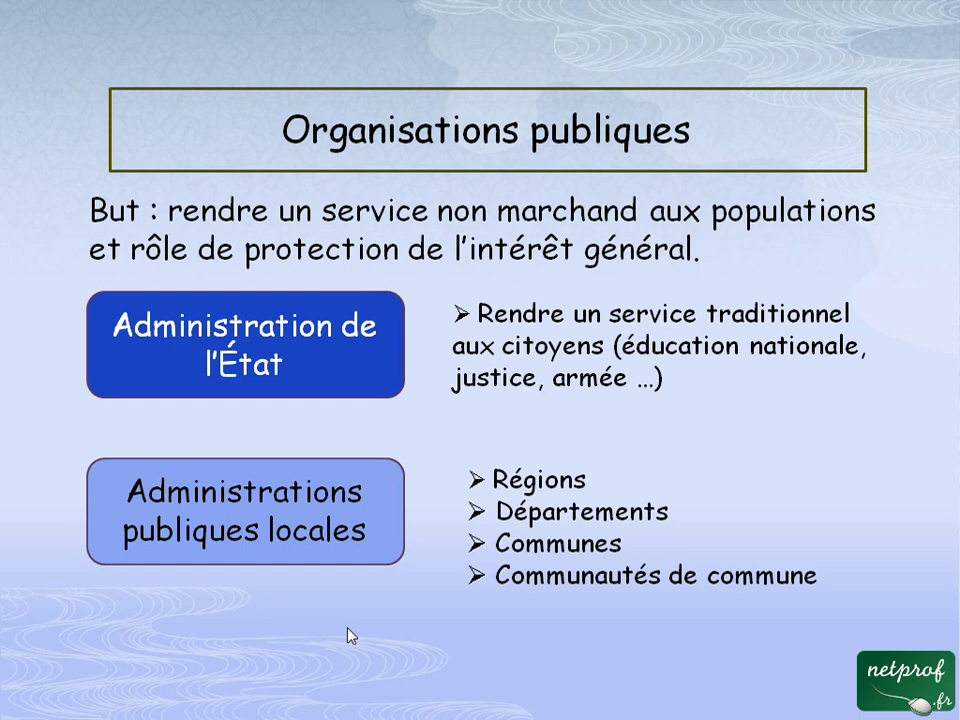 Organisations publiques
But : rendre un service non marchand aux populations
et rôle de protection de l'intérêt général.
Administration de
l'État
➢ Rendre un service traditionnel
aux citoyens (éducation nationale,
justice, armée …)
Administrations
publiques locales
➢ Régions
➢ Départements
➢ Communes
➢ Communautés de commune
netprof
.fr